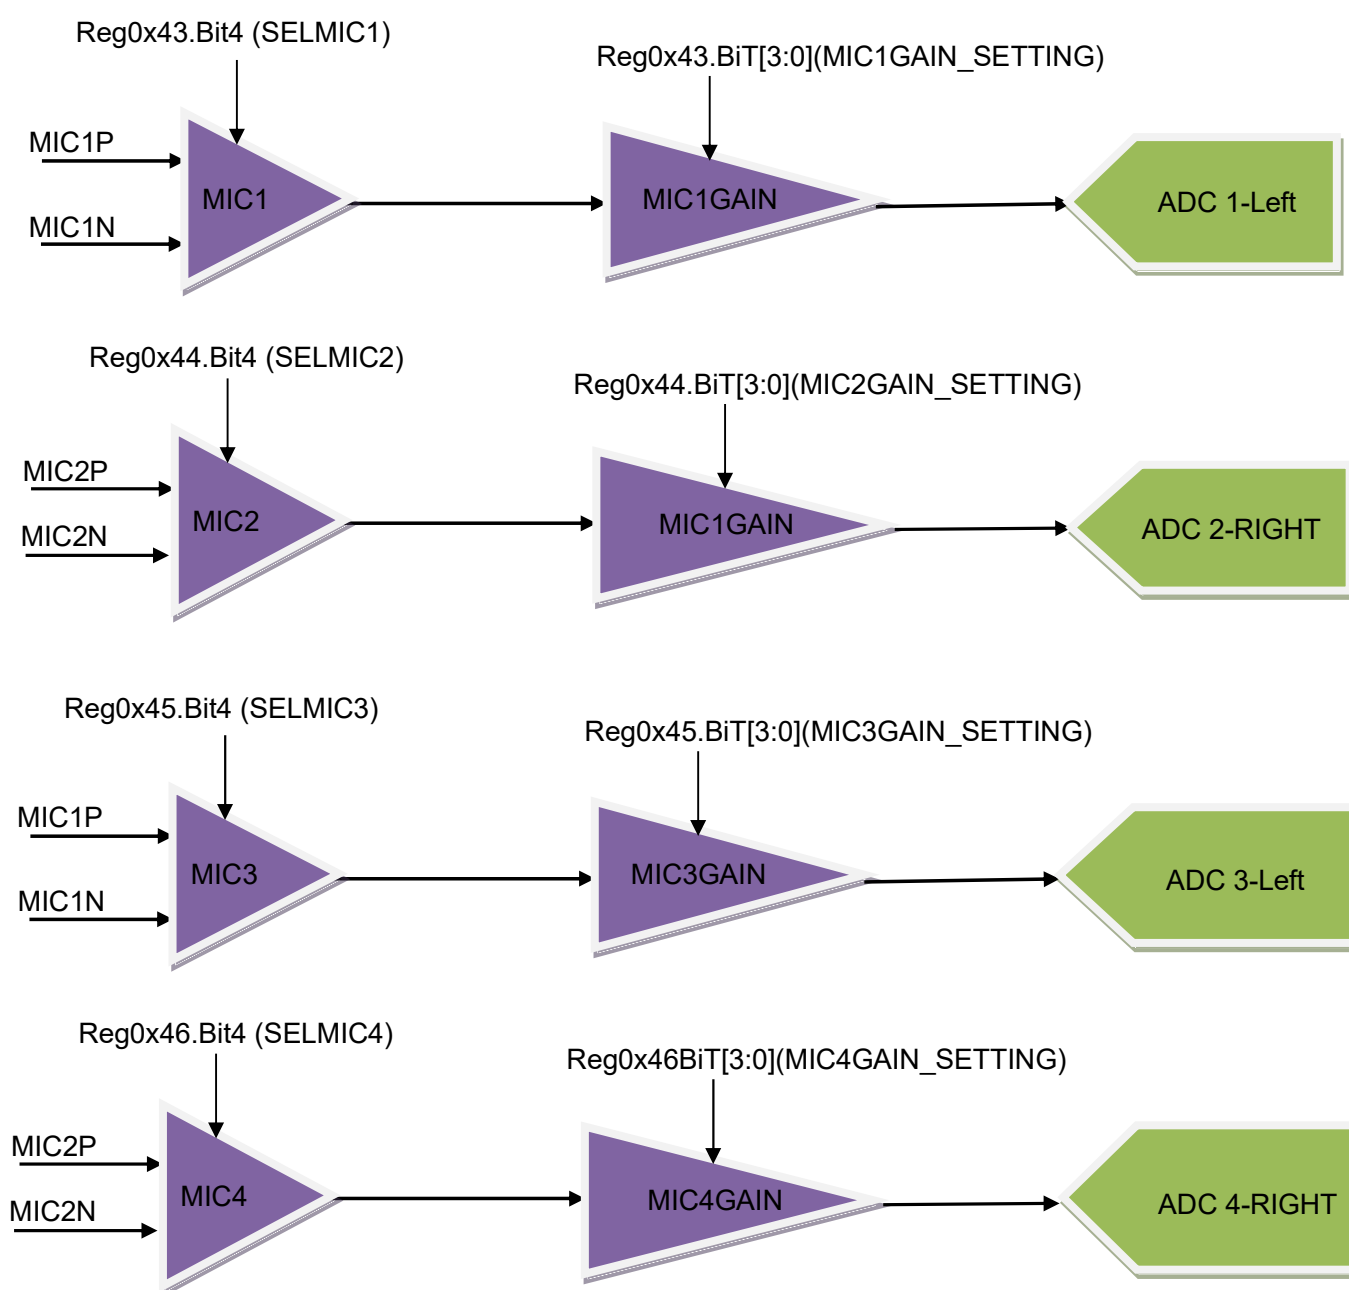 Reg0x43.Bit4 (SELMIC1)
Reg0x43.BiT[3:0](MIC1GAIN_SETTING)
MIC1P
MIC1N
MIC1
MIC1GAIN
ADC 1-Left
Reg0x44.Bit4 (SELMIC2)
Reg0x44.BiT[3:0](MIC2GAIN_SETTING)
MIC2P
MIC2N
MIC2
MIC1GAIN
ADC 2-RIGHT
Reg0x45.Bit4 (SELMIC3)
Reg0x45.BiT[3:0](MIC3GAIN_SETTING)
MIC1P
MIC1N
MIC3
MIC3GAIN
ADC 3-Left
Reg0x46.Bit4 (SELMIC4)
Reg0x46BiT[3:0](MIC4GAIN_SETTING)
MIC2P
MIC2N
MIC4
MIC4GAIN
ADC 4-RIGHT